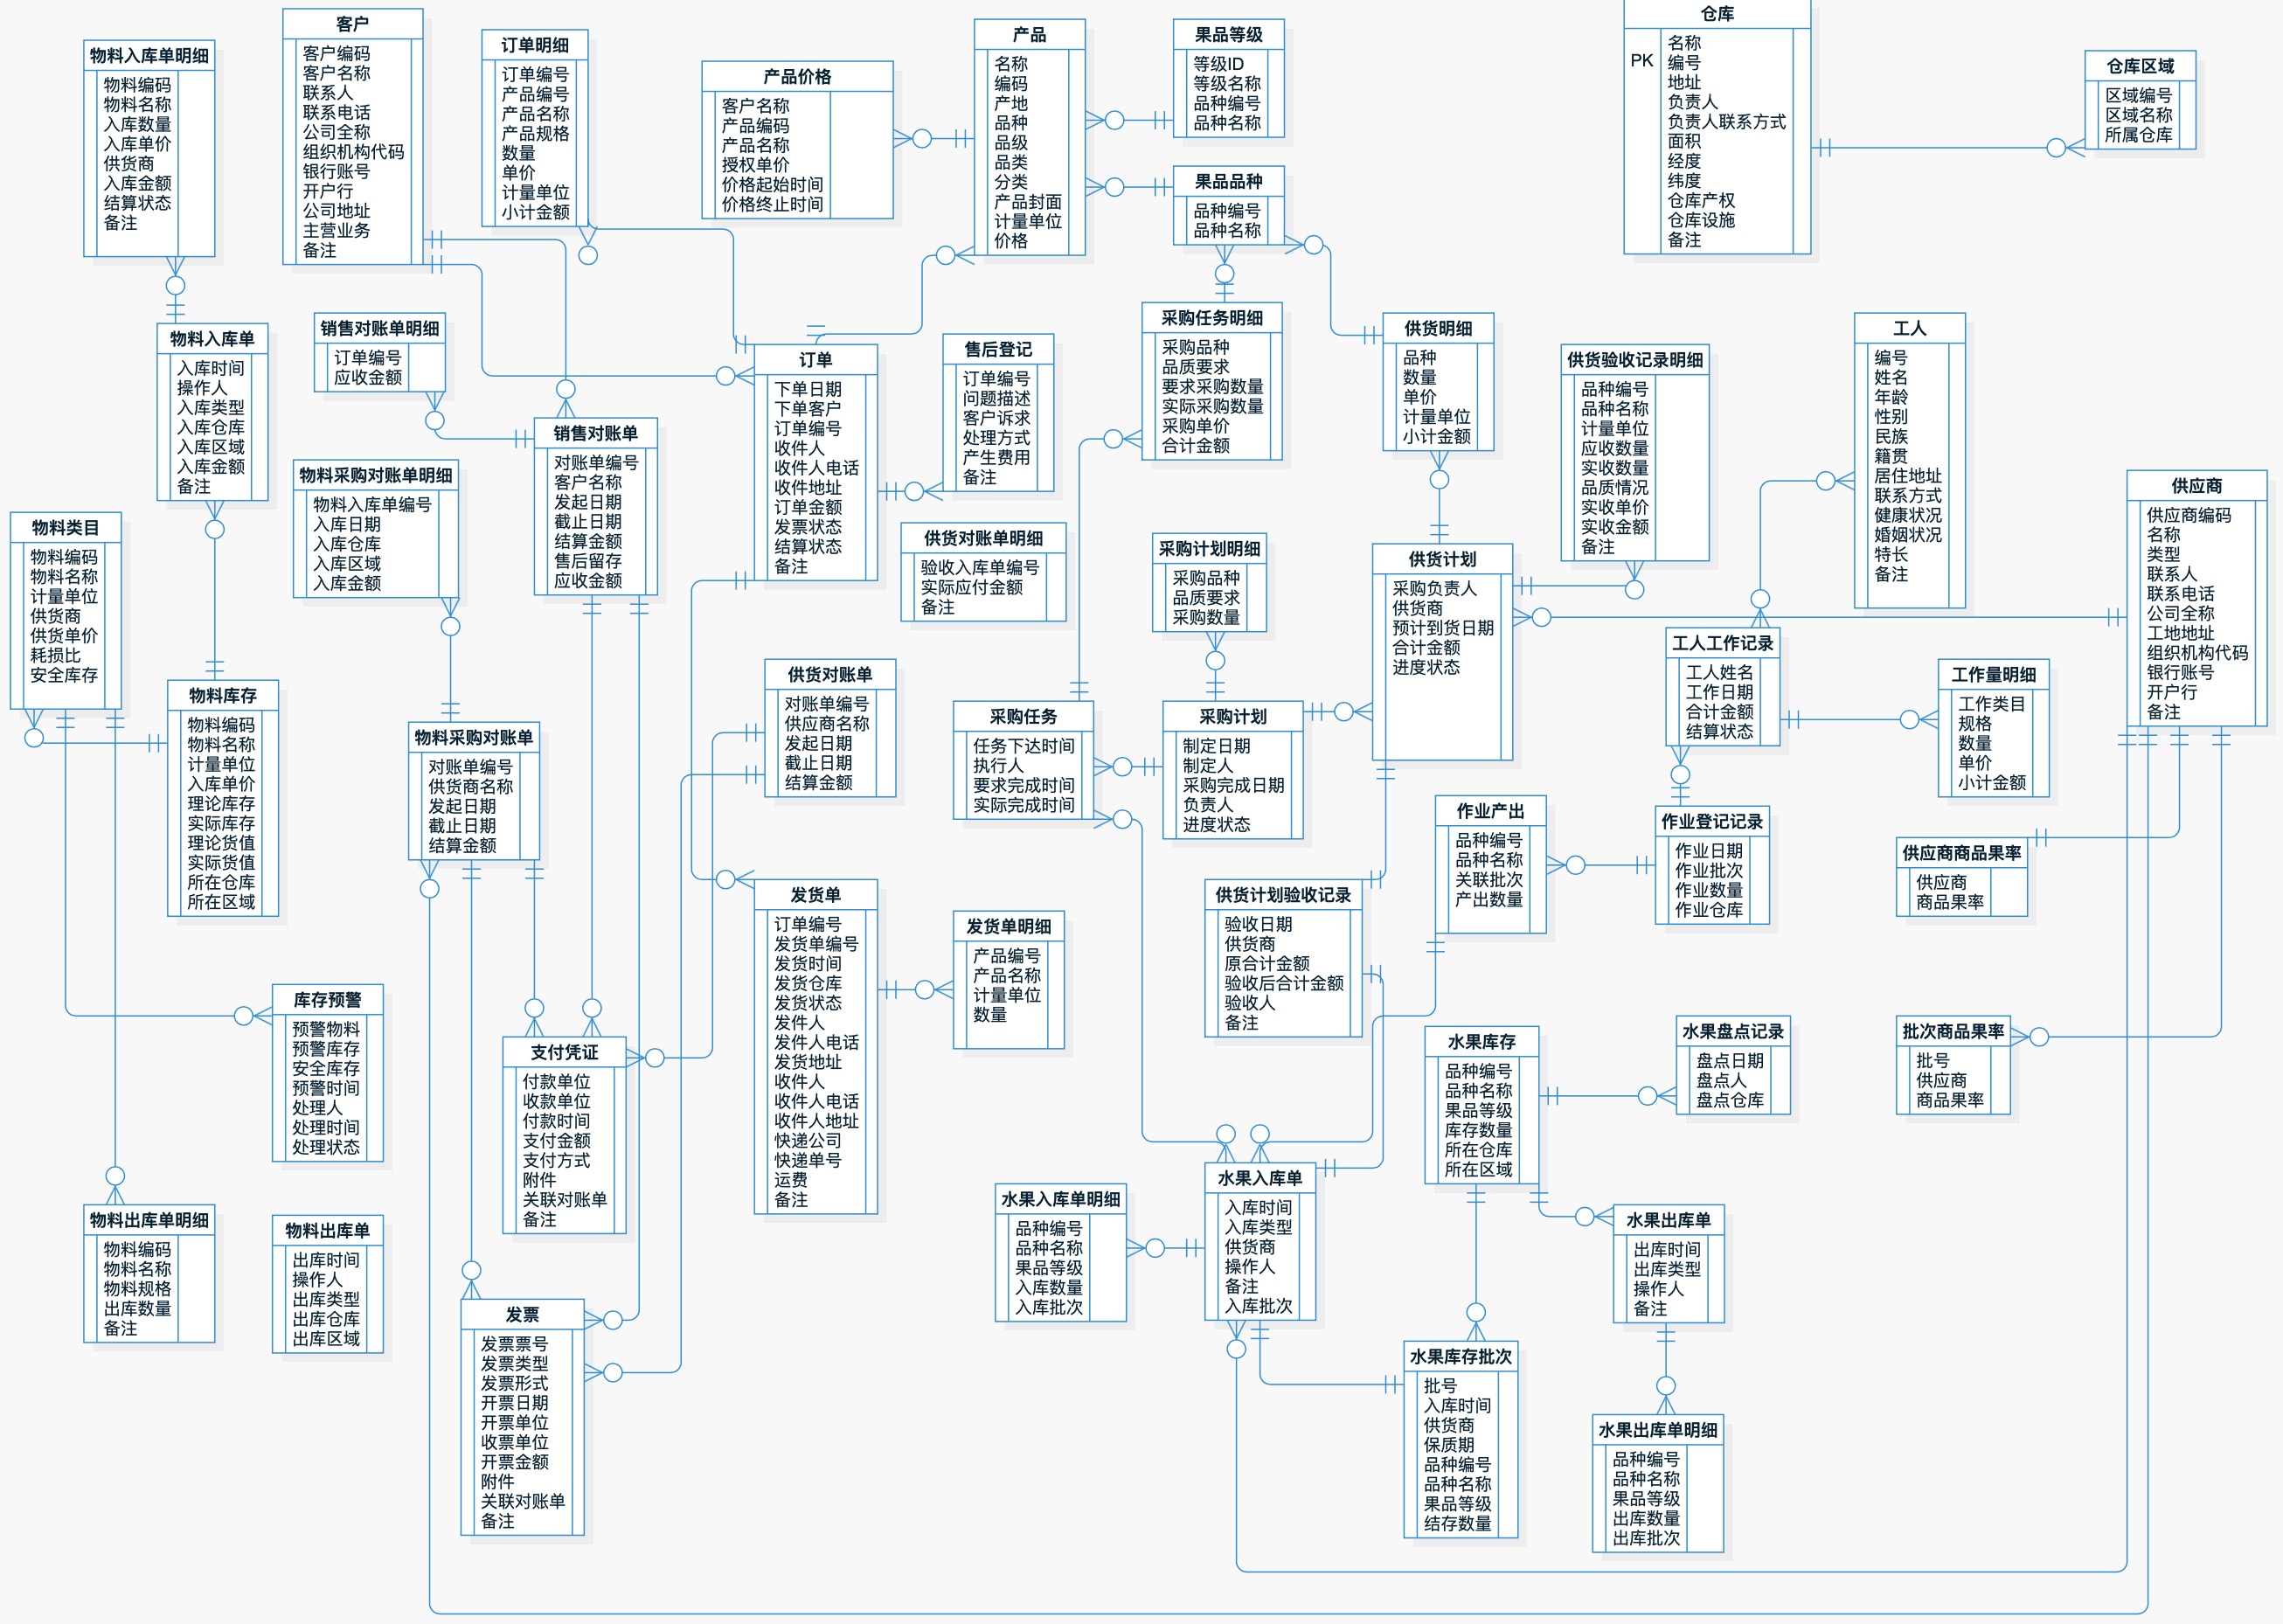 物料入库单明细
物料编码
物料名称
入库数量
入库单价
供货商
入库金额
结算状态
备注
客户
客户编码
客户名称
联系人
联系电话
公司全称
组织机构代码
银行账号
开户行
公司地址
主营业务
备注
订单明细
订单编号
产品编号
产品名称
产品规格
数量
单价
计量单位
小计金额
产品价格
客户名称
产品编码
产品名称
授权单价
价格起始时间
价格终止时间
产品
名称
编码
产地
品种
品级
品类
分类
产品封面
计量单位
价格
果品等级
等级ID
等级名称
品种编号
品种名称
果品品种
品种编号
品种名称
仓库
PK
名称
编号
地址
负责人
负责人联系方式
面积
经度
纬度
仓库产权
仓库设施
备注
仓库区域
区域编号
区域名称
所属仓库
物料入库单
入库时间
操作人
入库类型
入库仓库
入库区域
入库金额
备注
销售对账单明细
订单编号
应收金额
销售对账单
对账单编号
客户名称
发起日期
截止日期
结算金额
售后留存
应收金额
订单
下单日期
下单客户
订单编号
收件人
收件人电话
收件地址
订单金额
发票状态
结算状态
备注
售后登记
订单编号
问题描述
客户诉求
处理方式
产生费用
备注
采购任务明细
采购品种
品质要求
要求采购数量
实际采购数量
采购单价
合计金额
供货明细
品种
数量
单价
计量单位
小计金额
供货验收记录明细
品种编号
品种名称
计量单位
应收数量
实收数量
品质情况
实收单价
实收金额
备注
工人
编号
姓名
年龄
性别
民族
籍贯
居住地址
联系方式
健康状况
婚姻状况
特长
备注
供应商
供应商编码
名称
类型
联系人
联系电话
公司全称
工地地址
组织机构代码
银行账号
开户行
备注
物料类目
物料编码
物料名称
计量单位
供货商
供货单价
耗损比
安全库存
物料采购对账单明细
物料入库单编号
入库日期
入库仓库
入库区域
入库金额
供货对账单明细
验收入库单编号
实际应付金额
备注
采购计划明细
采购品种
品质要求
采购数量
供货计划
采购负责人
供货商
预计到货日期
合计金额
进度状态
工人工作记录
工人姓名
工作日期
合计金额
结算状态
工作量明细
工作类目
规格
数量
单价
小计金额
物料库存
物料编码
物料名称
计量单位
入库单价
理论库存
实际库存
理论货值
实际货值
所在仓库
所在区域
物料采购对账单
对账单编号
供货商名称
发起日期
截止日期
结算金额
供货对账单
对账单编号
供应商名称
发起日期
截止日期
结算金额
采购任务
任务下达时间
执行人
要求完成时间
实际完成时间
采购计划
制定日期
制定人
采购完成日期
负责人
进度状态
作业产出
品种编号
品种名称
关联批次
产出数量
作业登记记录
作业日期
作业批次
作业数量
作业仓库
供应商商品果率
供应商
商品果率
发货单
订单编号
发货单编号
发货时间
发货仓库
发货状态
发件人
发件人电话
发货地址
收件人
收件人电话
收件人地址
快递公司
快递单号
运费
备注
发货单明细
产品编号
产品名称
计量单位
数量
供货计划验收记录
验收日期
供货商
原合计金额
验收后合计金额
验收人
备注
库存预警
预警物料
预警库存
安全库存
预警时间
处理人
处理时间
处理状态
支付凭证
付款单位
收款单位
付款时间
支付金额
支付方式
附件
关联对账单
备注
水果库存
品种编号
品种名称
果品等级
库存数量
所在仓库
所在区域
水果盘点记录
盘点日期
盘点人
盘点仓库
批次商品果率
批号
供应商
商品果率
物料出库单明细
物料编码
物料名称
物料规格
出库数量
备注
物料出库单
出库时间
操作人
出库类型
出库仓库
出库区域
水果入库单明细
品种编号
品种名称
果品等级
入库数量
入库批次
水果入库单
入库时间
入库类型
供货商
操作人
备注
入库批次
水果出库单
出库时间
出库类型
操作人
备注
发票
发票票号
发票类型
发票形式
开票日期
开票单位
收票单位
开票金额
附件
关联对账单
备注
水果库存批次
批号
入库时间
供货商
保质期
品种编号
品种名称
果品等级
结存数量
水果出库单明细
品种编号
品种名称
果品等级
出库数量
出库批次